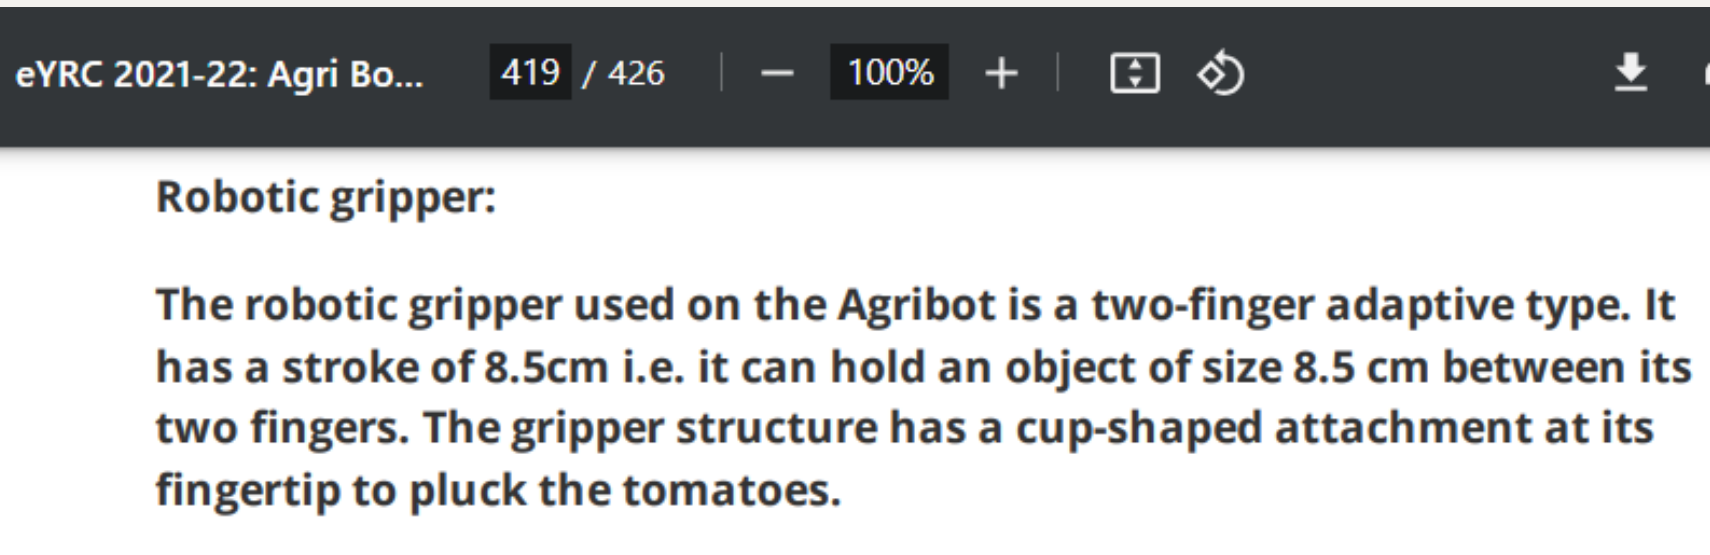 eYRC 2021-22: Agri Bo... 419 / 426 100%
Robotic gripper:
The robotic gripper used on the Agribot is a two-finger adaptive type. It
has a stroke of 8.5cm i.e. it can hold an object of size 8.5 cm between its
two fingers. The gripper structure has a cup-shaped attachment at its
fingertip to pluck the tomatoes.